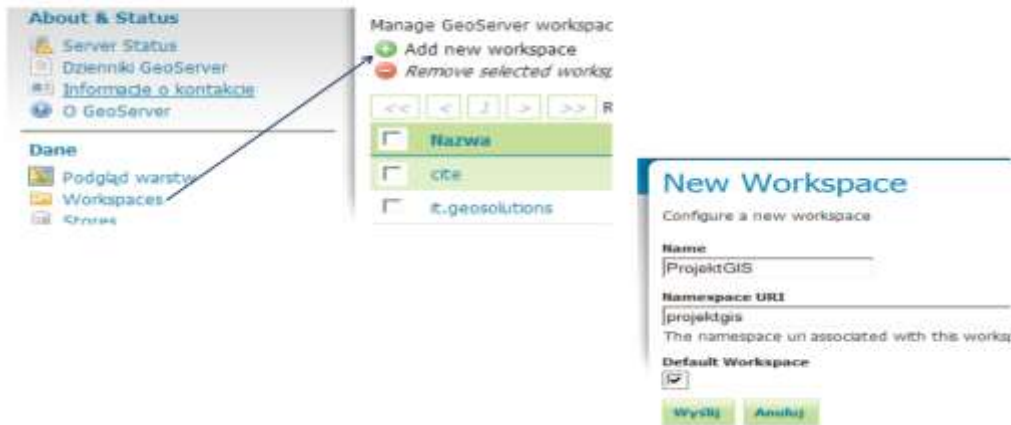 About & Status
Server Status
Dzienniki GeoServer
Informacje o kontakcie
O GeoServer
Dane
Podgląd warstw
Workspaces
Stores
Manage GeoServer workspac
Add new workspace
Remove selected worksp
<< < 1 > >> R
Nazwa
cite
it.geosolutions
New Workspace
Configure a new workspace
Name
ProjektGIS
Namespace URI
projektgis
The namespace uri associated with this worksp
Default Workspace
Wyślij Anuluj